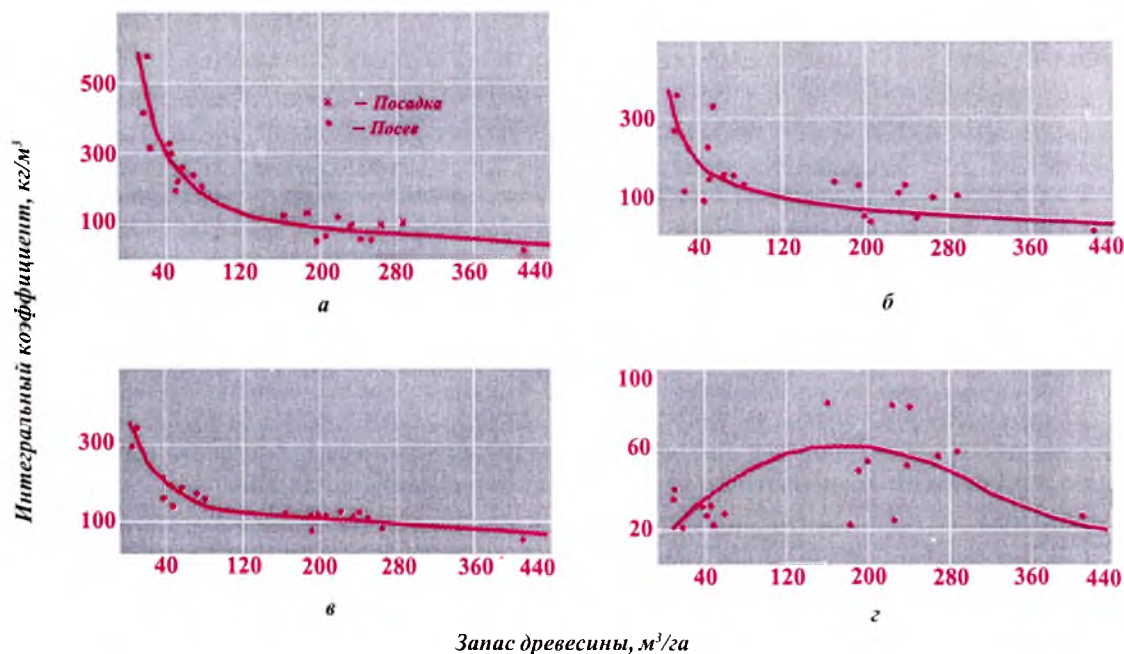 Интегральный коэффициент, кг/м³
500
300
100
× – Посадка
• – Посев
40 120 200 280 360 440
а
300
100
40 120 200 280 360 440
б
300
100
40 120 200 280 360 440
в
100
60
20
40 120 200 280 360 440
г
Запас древесины, м³/га